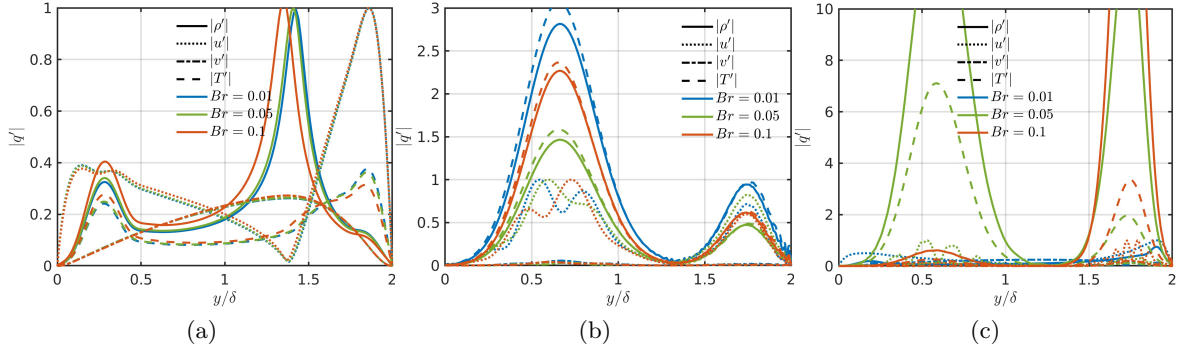 1
0.8
0.6
0.4
0.2
0
0
0.5
1
1.5
2
|q′|
y/δ
|ρ′|
|u′|
|v′|
|T′|
Br = 0.01
Br = 0.05
Br = 0.1
(a)
3
2.5
2
1.5
1
0.5
0
0
0.5
1
1.5
2
|q′|
y/δ
|ρ′|
|u′|
|v′|
|T′|
Br = 0.01
Br = 0.05
Br = 0.1
(b)
10
8
6
4
2
0
0
0.5
1
1.5
2
|q′|
y/δ
|ρ′|
|u′|
|v′|
|T′|
Br = 0.01
Br = 0.05
Br = 0.1
(c)